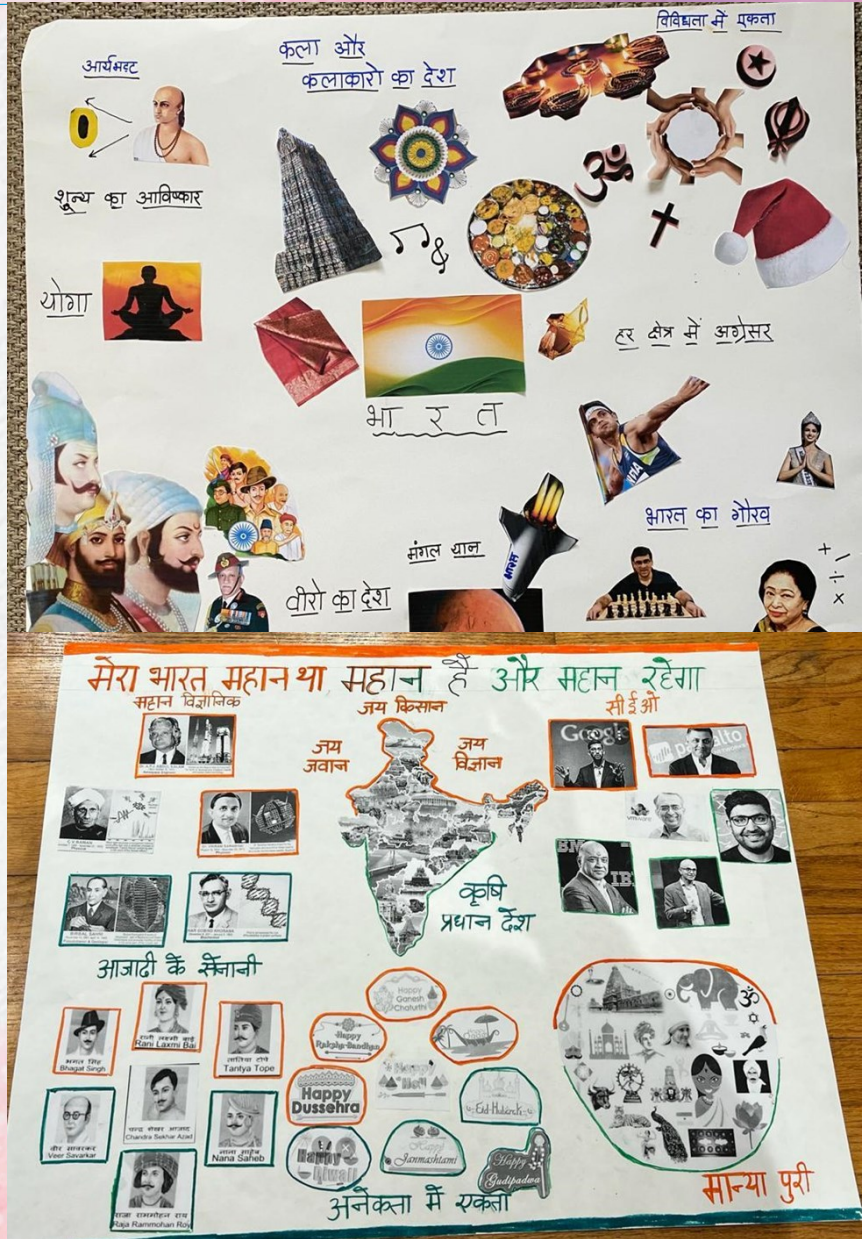 विविधता में एकता
कला और
कलाकारो का देश
आर्यभट्ट
0
शून्य का आविष्कार
योगा
हर क्षेत्र में अग्रेसर
भा र त
भारत का गौरव
मंगल यान
भारत
वीरो का देश
+ \ ÷ ×
मेरा भारत महान था महान है और महान रहेगा
महान विज्ञानिक
जय किसान
सी ई ओ
जय
जवान
जय
विज्ञान
Google
IBM
कृषि
प्रधान देश
आजादी के सेनानी
भगत सिंह
Bhagat Singh
रानी लक्ष्मी बाई
Rani Laxmi Bai
तात्या टोपे
Tantya Tope
वीर सावरकर
Veer Savarkar
चन्द्र शेखर आजाद
Chandra Sekhar Azad
नाना साहेब
Nana Saheb
राजा राममोहन राय
Raja Rammohan Roy
Happy
Ganesh
Chaturthi
Happy
Raksha-Bandhan
Happy
Dussehra
Happy
Holi
Eid Mubarak
Happy
Diwali
Happy
Janmashtami
Happy
Gudipadwa
अनेकता में एकता
ॐ
मान्या पुरी